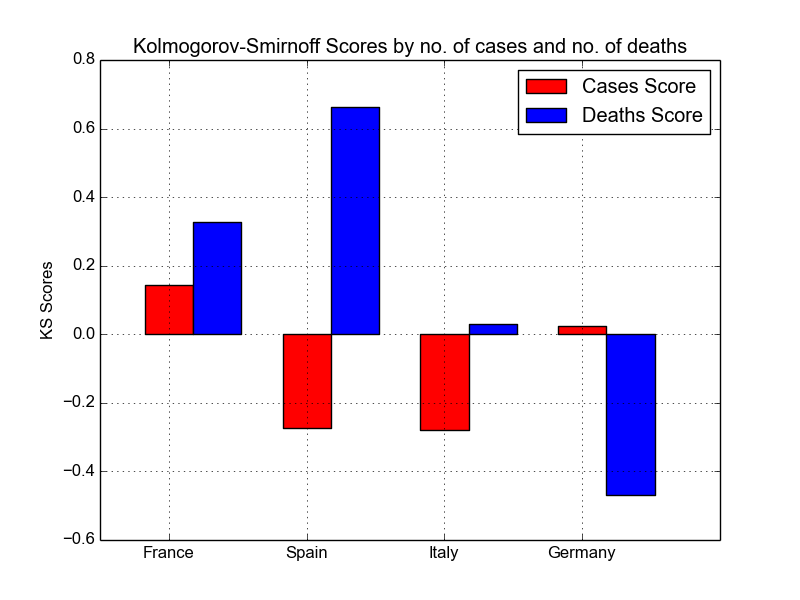 Kolmogorov-Smirnoff Scores by no. of cases and no. of deaths
Cases Score
Deaths Score
KS Scores
0.8
0.6
0.4
0.2
0.0
−0.2
−0.4
−0.6
France Spain Italy Germany